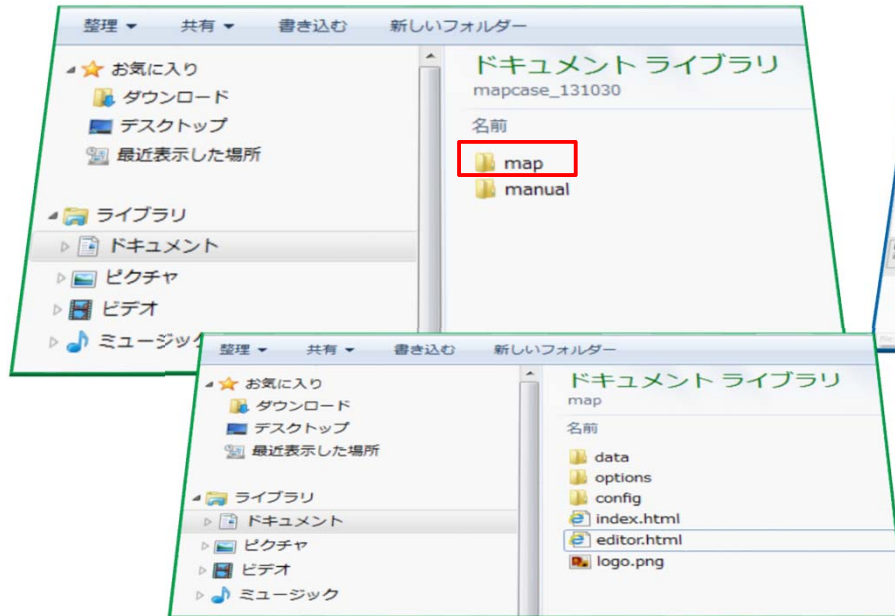 整理 共有 書き込む 新しいフォルダー
お気に入り
ダウンロード
デスクトップ
最近表示した場所
ライブラリ
ドキュメント
ピクチャ
ビデオ
ドキュメント ライブラリ
mapcase_131030
名前
map
manual
整理 共有 書き込む 新しいフォルダー
お気に入り
ダウンロード
デスクトップ
最近表示した場所
ライブラリ
ドキュメント
ピクチャ
ビデオ
ミュージック
ドキュメント ライブラリ
map
名前
data
options
config
index.html
editor.html
logo.png